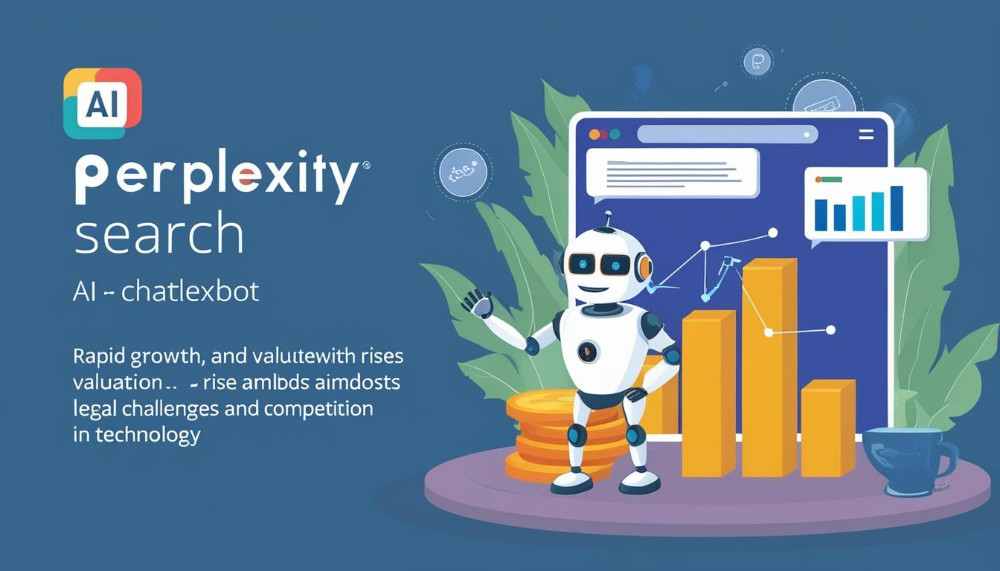 AI
perplexity
search
AI - chatlexbot
Rapid growth, and valutewith rises
valuation.. - rise amlbds aimdosts
legal challenges and competition
in technology